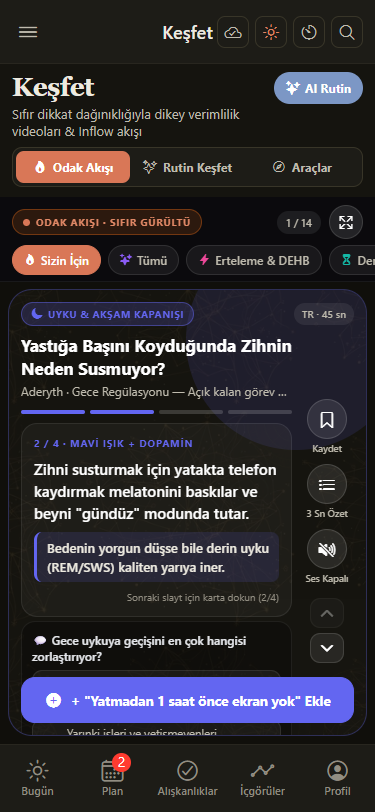 Keşfet
Keşfet
AI Rutin
Sıfır dikkat dağınıklığıyla dikey verimlilik
videoları & Inflow akışı
Odak Akışı
Rutin Keşfet
Araçlar
ODAK AKIŞI · SIFIR GÜRÜLTÜ
1 / 14
Sizin İçin
Tümü
Erteleme & DEHB
UYKU & AKŞAM KAPANIŞI
TR · 45 sn
Yastığa Başını Koyduğunda Zihnin
Neden Susmuyor?
Aderyth · Gece Regülasyonu — Açık kalan görev ...
2 / 4 · MAVİ IŞIK + DOPAMİN
Zihni susturmak için yatakta telefon
kaydırmak melatonini baskılar ve
beyni "gündüz" modunda tutar.
Bedenin yorgun düşse bile derin uyku
(REM/SWS) kaliten yarıya iner.
Sonraki slayt için karta dokun (2/4)
Kaydet
3 Sn Özet
Ses Kapalı
Gece uykuya geçişini en çok hangisi
zorlaştırıyor?
+ "Yatmadan 1 saat önce ekran yok" Ekle
Yarınki işleri ve yetişmeyenleri
Bugün
2
Plan
Alışkanlıklar
İçgörüler
Profil